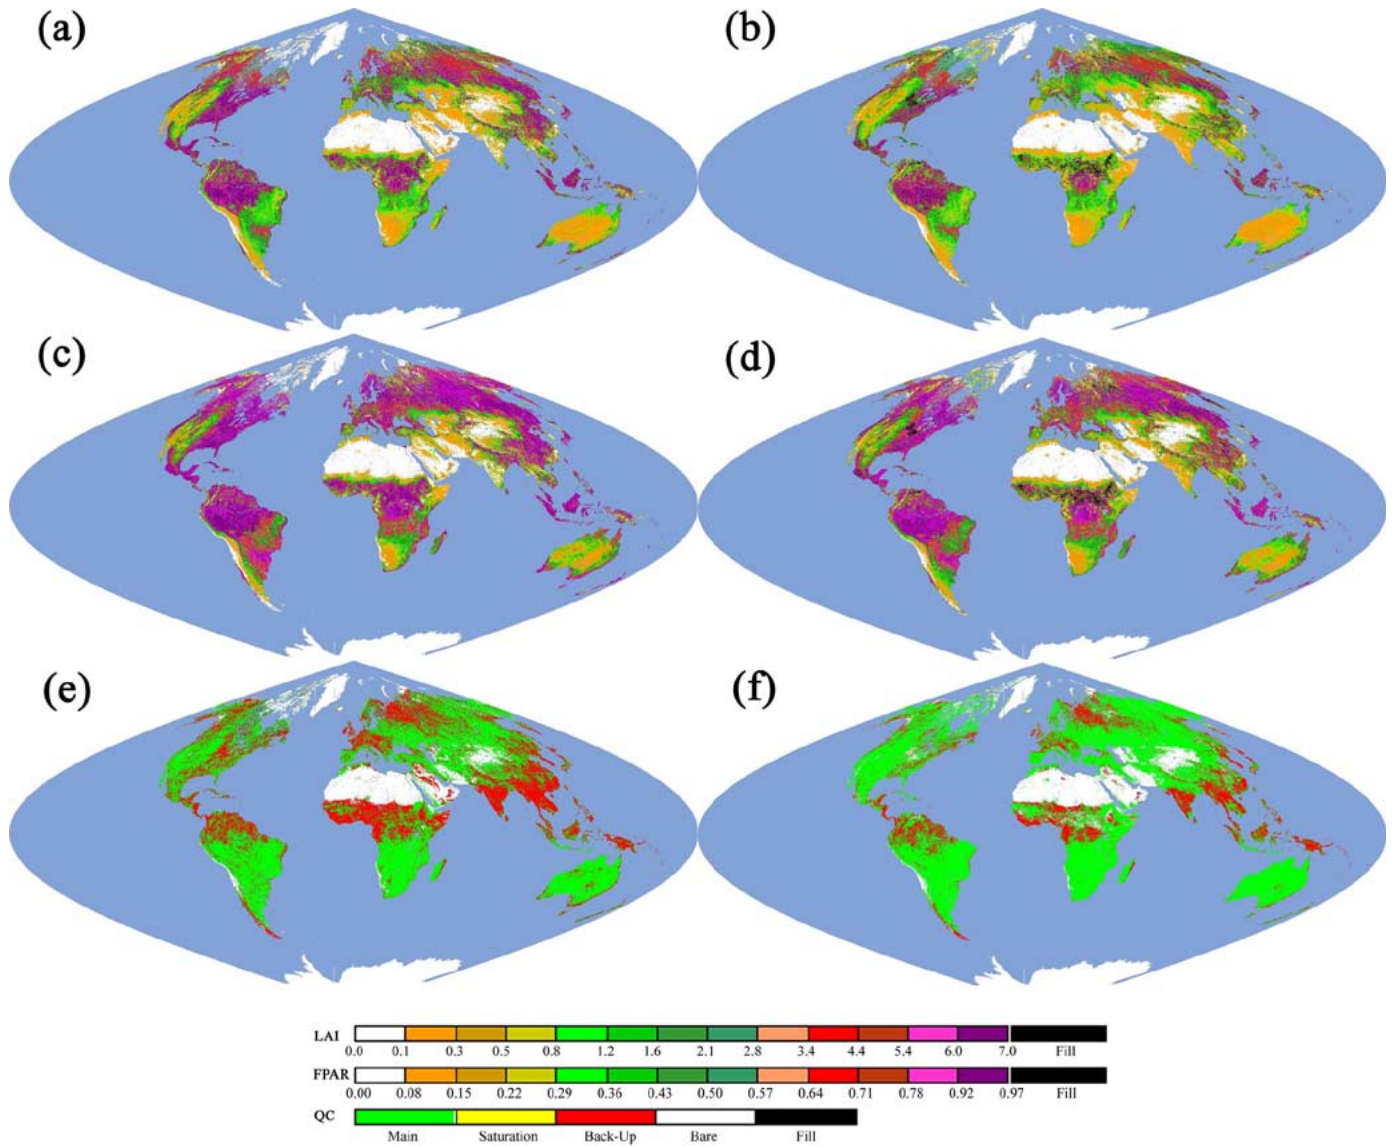 (a) (b)
(c) (d)
(e) (f)
LAI
0.0 0.1 0.3 0.5 0.8 1.2 1.6 2.1 2.8 3.4 4.4 5.4 6.0 7.0 Fill
FPAR
0.00 0.08 0.15 0.22 0.29 0.36 0.43 0.50 0.57 0.64 0.71 0.78 0.92 0.97 Fill
QC
Main Saturation Back-Up Bare Fill